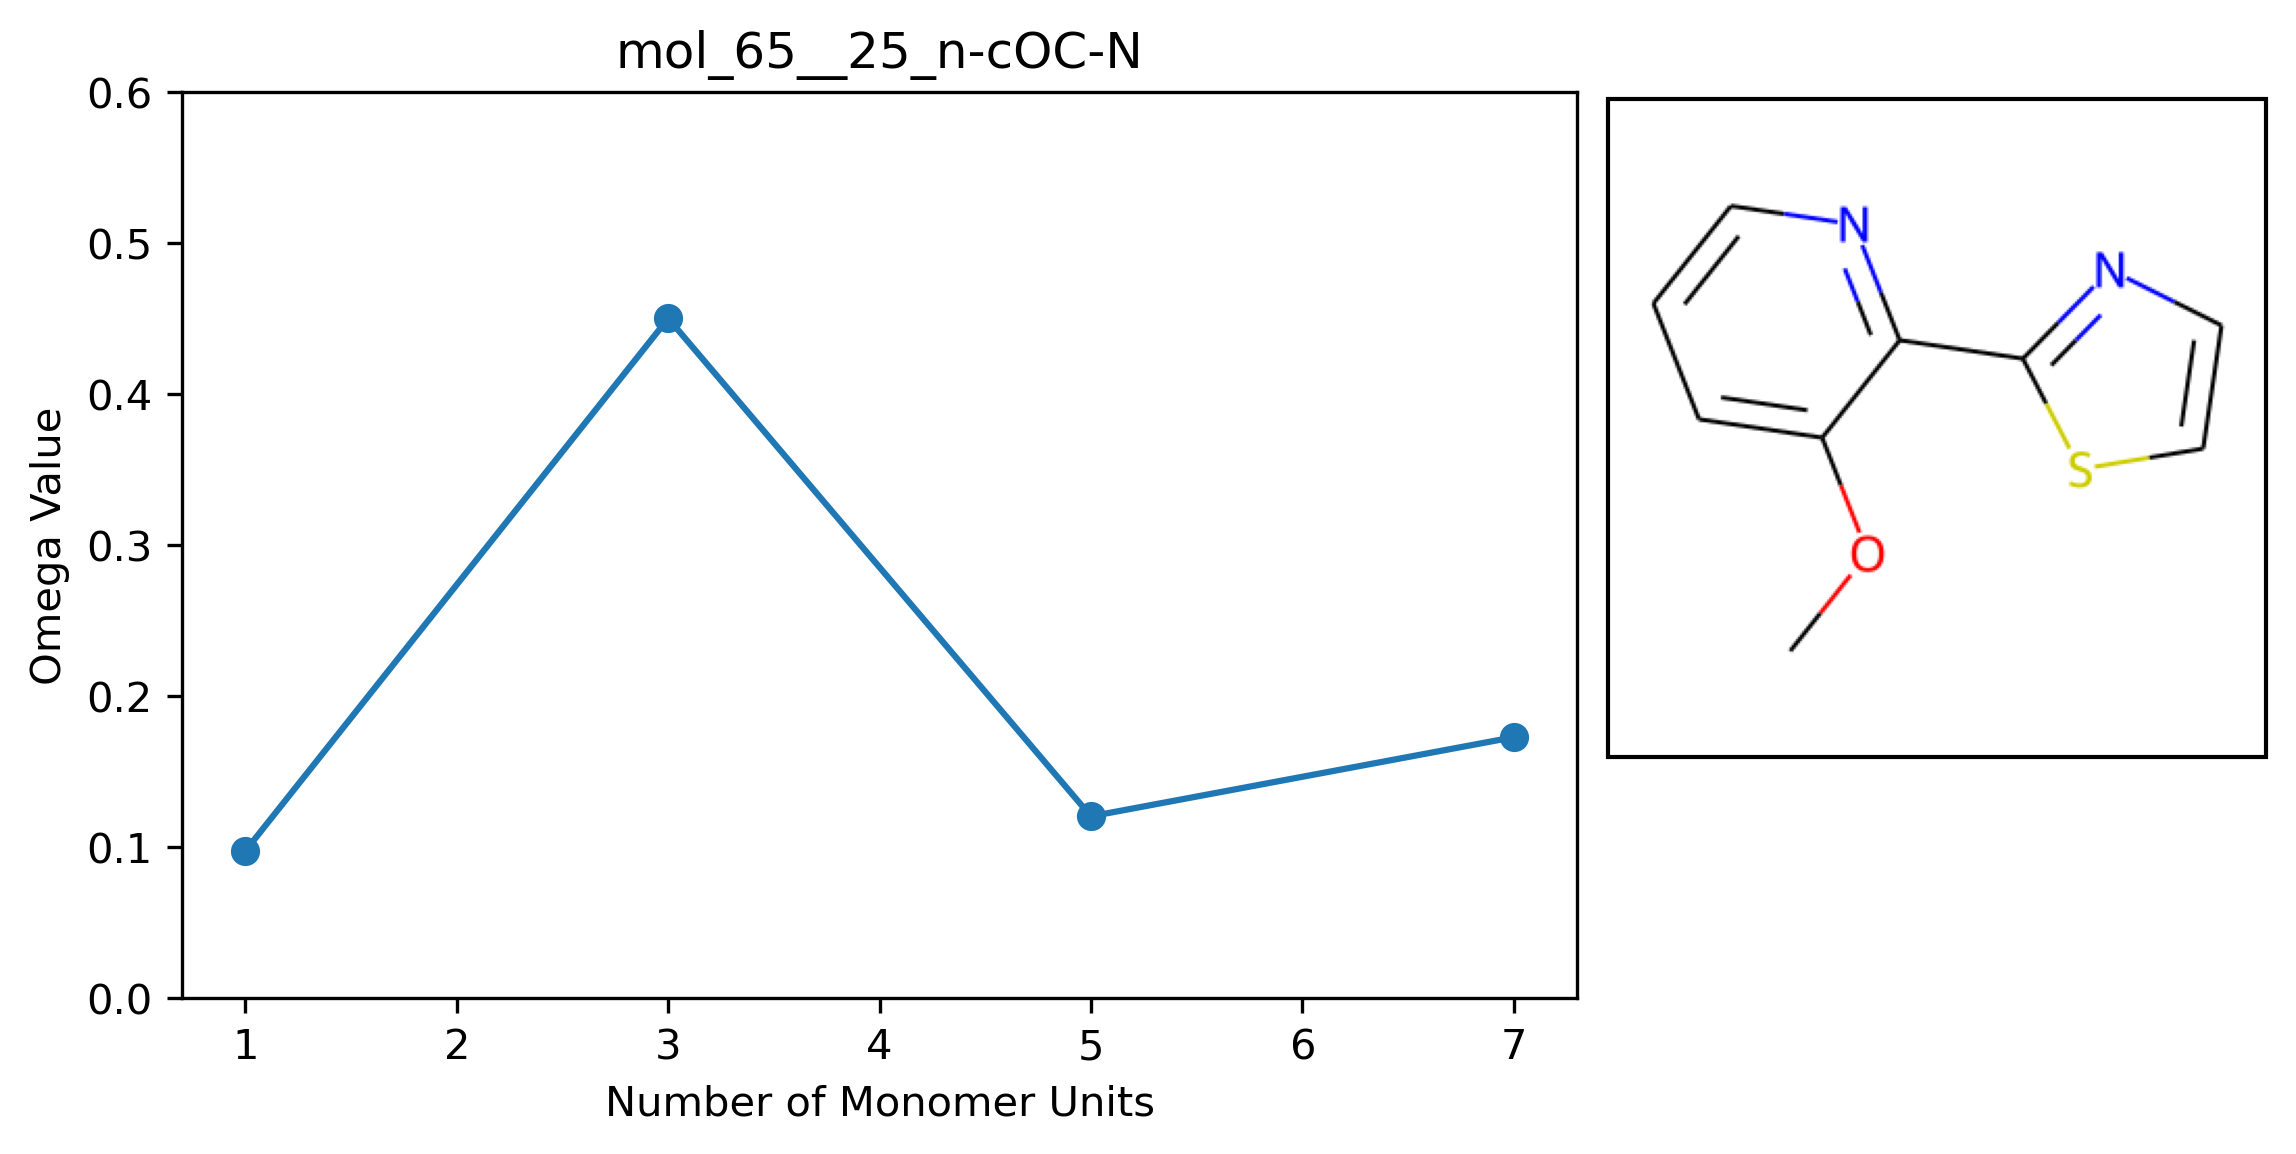 mol_65__25_n-cOC-N
0.6
0.5
0.4
0.3
0.2
0.1
0.0
Omega Value
1 2 3 4 5 6 7
Number of Monomer Units
N
N
S
O